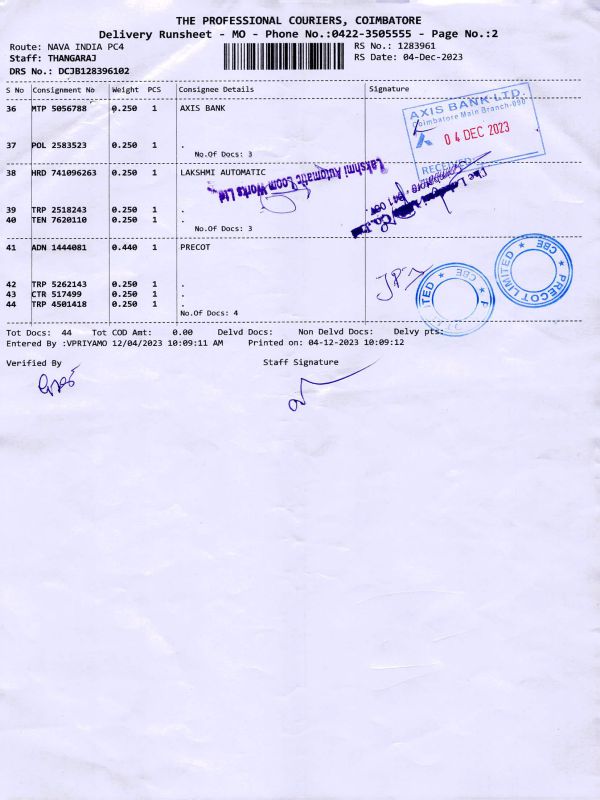 THE PROFESSIONAL COURIERS, COIMBATORE
Delivery Runsheet - MO - Phone No.:0422-3505555 - Page No.:2
Route: NAVA INDIA PC4 RS No.: 1283961
Staff: THANGARAJ RS Date: 04-Dec-2023
DRS No.: DCJB128396102
S No Consignment No Weight PCS Consignee Details Signature
36 MTP 5056788 0.250 1 AXIS BANK
AXIS BANK LTD.
Coimbatore Main Branch-090
04 DEC 2023
RECEIVED
37 POL 2583523 0.250 1 .
No.Of Docs: 3
38 HRD 741096263 0.250 1 LAKSHMI AUTOMATIC
Lakshmi Automatic Loom Works Ltd
39 TRP 2518243 0.250 1 .
40 TEN 7620110 0.250 1 .
No.Of Docs: 3
41 ADN 1444081 0.440 1 PRECOT
PRECOT LIMITED ★ CBE ★
42 TRP 5262143 0.250 1 .
43 CTR 517499 0.250 1 .
44 TRP 4501418 0.250 1 .
No.Of Docs: 4
Tot Docs: 44 Tot COD Amt: 0.00 Delvd Docs: Non Delvd Docs: Delvy pts:
Entered By :VPRIYAMO 12/04/2023 10:09:11 AM Printed on: 04-12-2023 10:09:12
Verified By Staff Signature